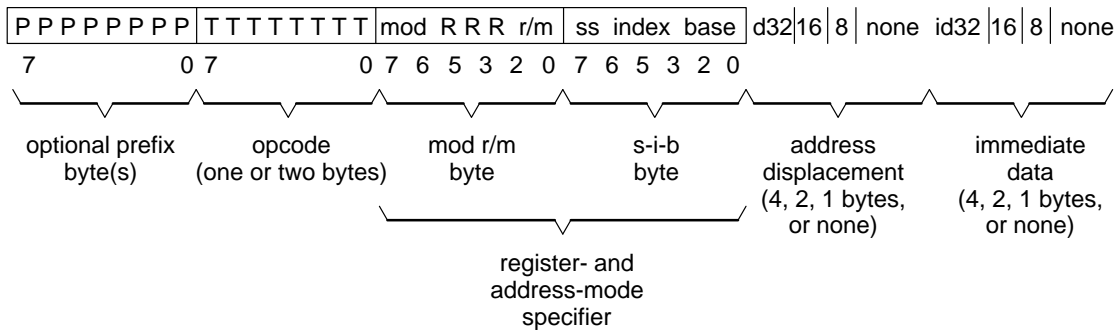 P P P P P P P P T T T T T T T T mod R R R r/m ss index base d32 16 8 none id32 16 8 none
7 0 7 0 7 6 5 3 2 0 7 6 5 3 2 0
optional prefix
byte(s)
opcode
(one or two bytes)
mod r/m
byte
s-i-b
byte
address
displacement
(4, 2, 1 bytes,
or none)
immediate
data
(4, 2, 1 bytes,
or none)
register- and
address-mode
specifier